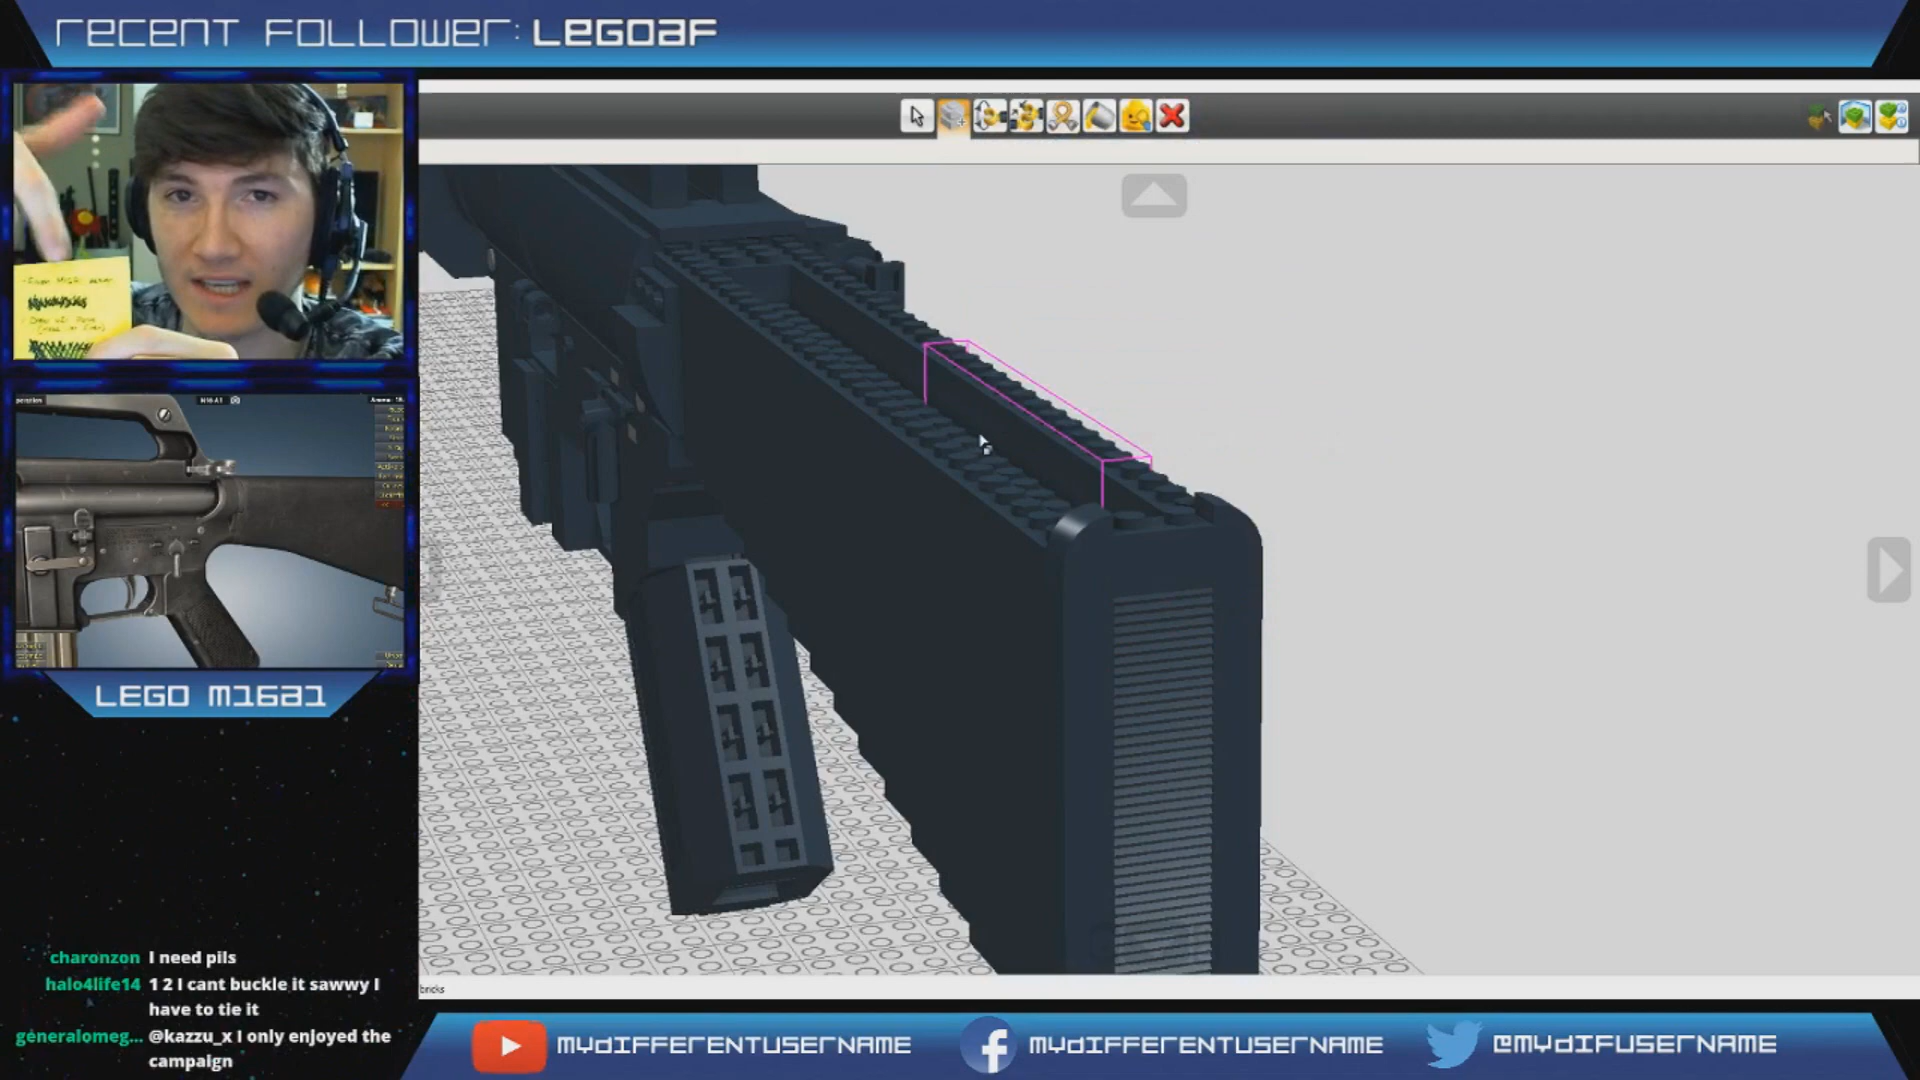 RECENT FOLLOWER: LEGOAF
M16A1
LEGO M16A1
charonzon I need pils
halo4life14 1 2 I cant buckle it sawwy I
have to tie it
generalomeg... @kazzu_x I only enjoyed the
campaign
bricks
MYDIFFERENTUSERNAME
MYDIFFERENTUSERNAME
@MYDIFUSERNAME